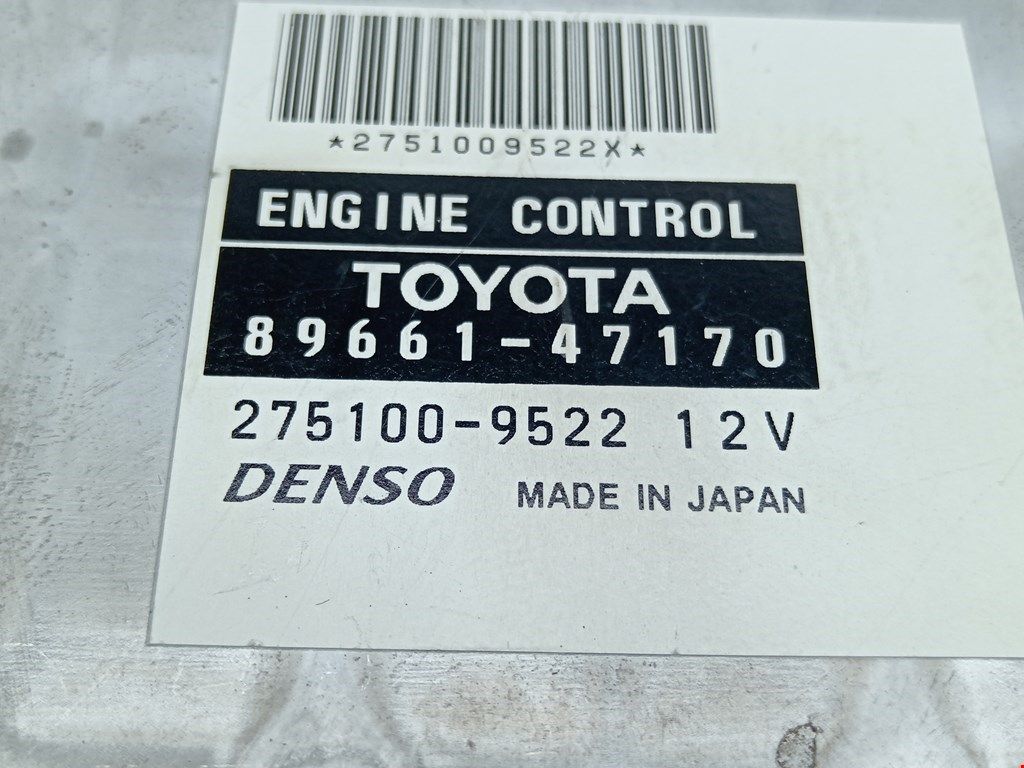 *2751009522X*
ENGINE CONTROL
TOYOTA
89661-47170
275100-9522 12V
DENSO MADE IN JAPAN